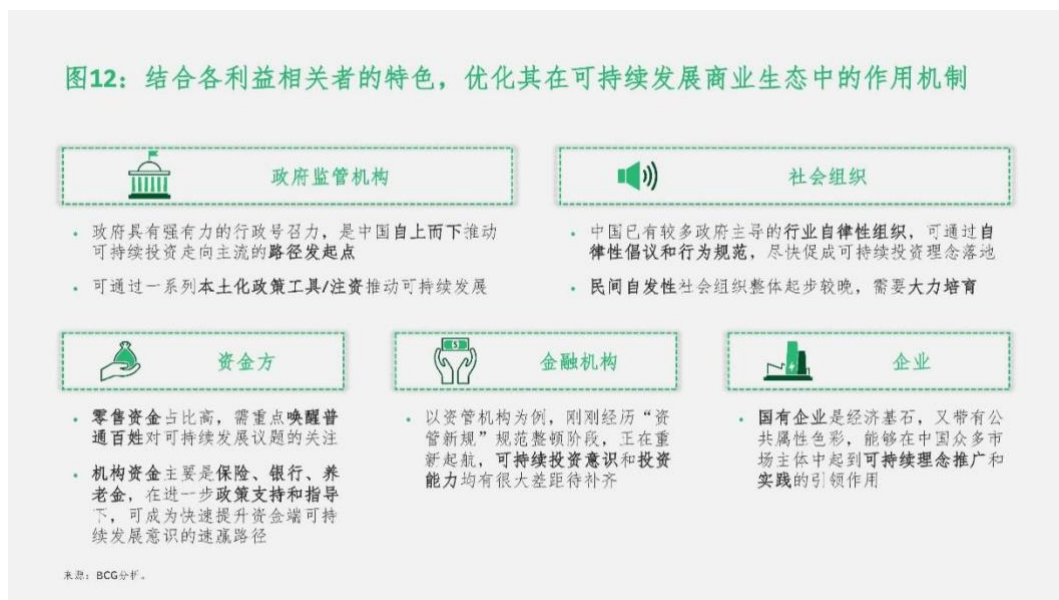 图12：结合各利益相关者的特色，优化其在可持续发展商业生态中的作用机制
政府监管机构
• 政府具有强有力的行政号召力，是中国自上而下推动
可持续投资走向主流的路径发起点
• 可通过一系列本土化政策工具/注资推动可持续发展
社会组织
• 中国已有较多政府主导的行业自律性组织，可通过自
律性倡议和行为规范，尽快促成可持续投资理念落地
• 民间自发性社会组织整体起步较晚，需要大力培育
资金方
• 零售资金占比高，需重点唤醒普
通百姓对可持续发展议题的关注
• 机构资金主要是保险、银行、养
老金，在进一步政策支持和指导
下，可成为快速提升资金端可持
续发展意识的速赢路径
金融机构
• 以资管机构为例，刚刚经历“资
管新规”规范整顿阶段，正在重
新起航，可持续投资意识和投资
能力均有很大差距待补齐
企业
• 国有企业是经济基石，又带有公
共属性色彩，能够在中国众多市
场主体中起到可持续理念推广和
实践的引领作用
来源：BCG分析。